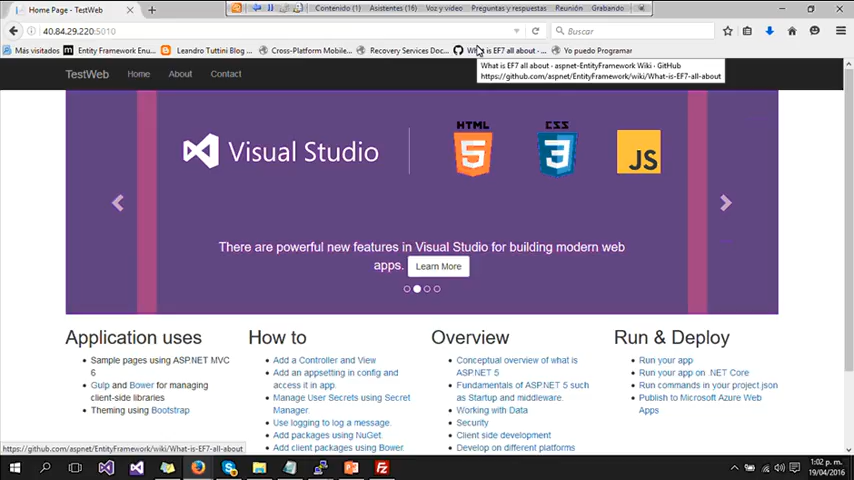 Home Page - TestWeb
Contenido (1) Asistentes (16) Voz y video Preguntas y respuestas Reunión Grabando
40.84.29.220:5010
Buscar
Más visitados Entity Framework Enu... Leandro Tuttini Blog ... Cross-Platform Mobile... Recovery Services Doc... What is EF7 all about - ... Yo puedo Programar
What is EF7 all about - aspnet-EntityFramework Wiki · GitHub
https://github.com/aspnet/EntityFramework/wiki/What-is-EF7-all-about
TestWeb Home About Contact
HTML CSS
Visual Studio 5 3 JS
There are powerful new features in Visual Studio for building modern web
apps. Learn More
Application uses
Sample pages using ASP.NET MVC
6
Gulp and Bower for managing
client-side libraries
Theming using Bootstrap
How to
Add a Controller and View
Add an appsetting in config and
access it in app.
Manage User Secrets using Secret
Manager.
Use logging to log a message.
Add packages using NuGet.
Add client packages using Bower.
Overview
Conceptual overview of what is
ASP.NET 5
Fundamentals of ASP.NET 5 such
as Startup and middleware.
Working with Data
Security
Client side development
Develop on different platforms
Run & Deploy
Run your app
Run your app on .NET Core
Run commands in your project.json
Publish to Microsoft Azure Web
Apps
https://github.com/aspnet/EntityFramework/wiki/What-is-EF7-all-about
1:02 p. m.
19/04/2016